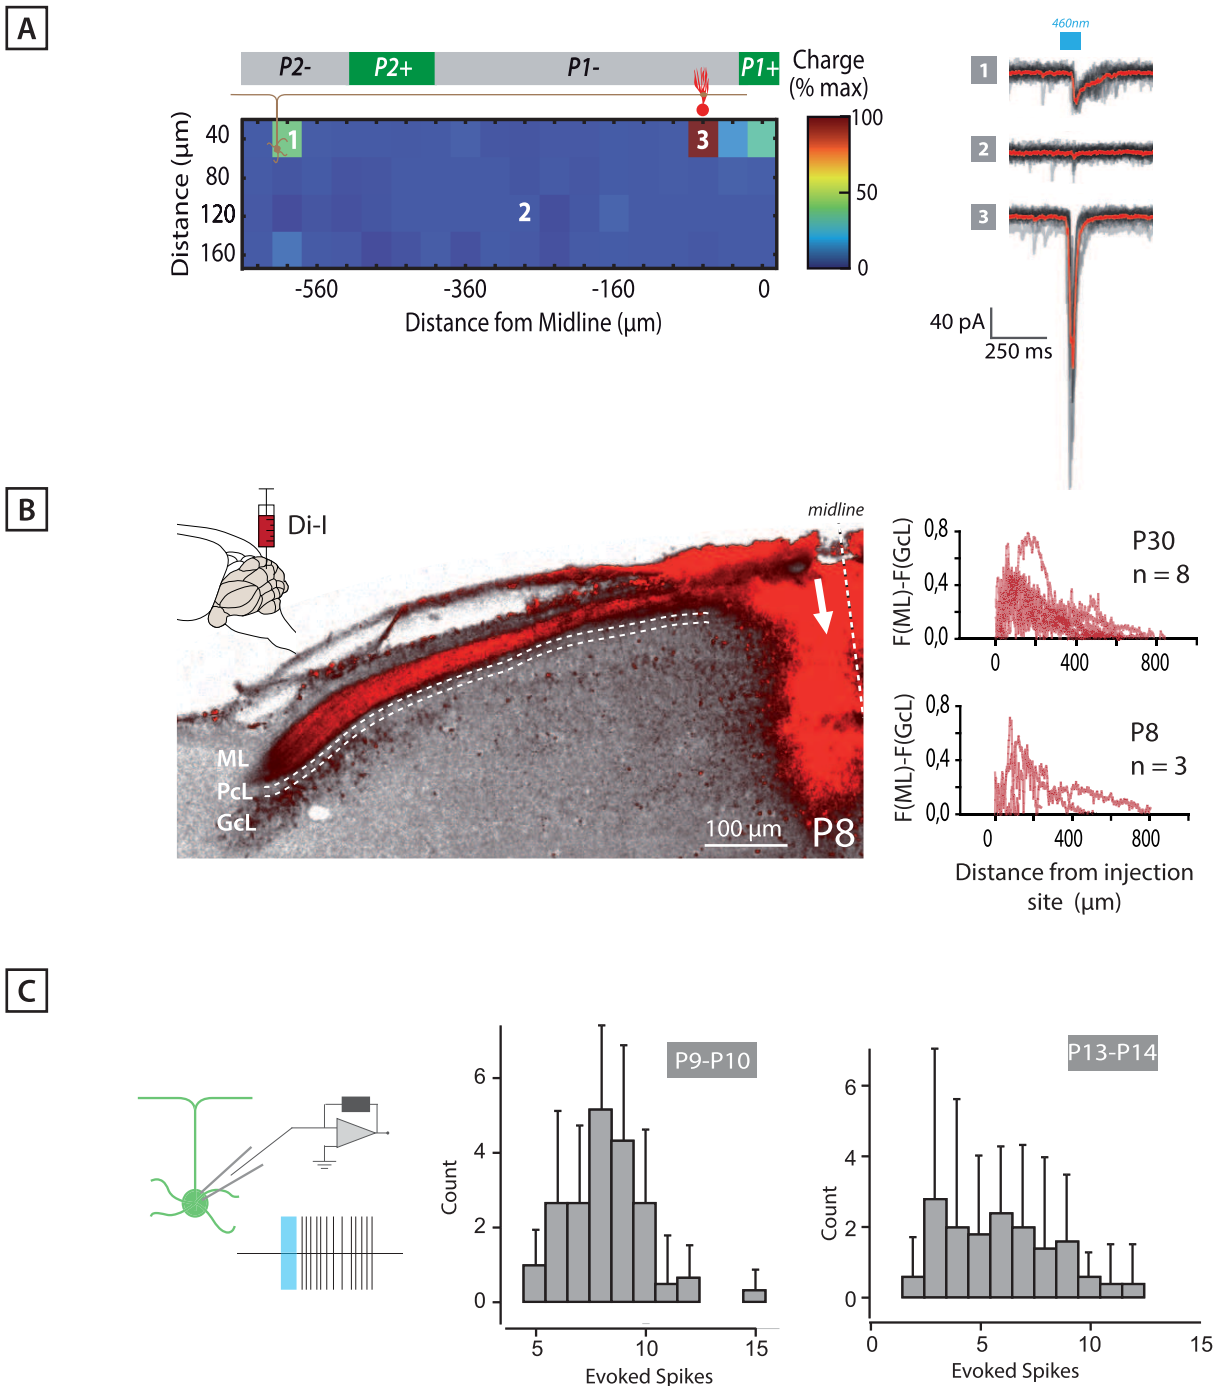 A
460nm
P2-
P2+
P1-
P1+
Charge
(% max)
1
2
3
Distance (µm)
40
80
120
160
1
2
3
100
50
0
-560
-360
-160
0
Distance fom Midline (µm)
40 pA
250 ms
B
Di-I
midline
ML
PcL
GcL
100 µm
P8
F(ML)-F(GcL)
0,8
0,4
0,0
P30
n = 8
0
400
800
F(ML)-F(GcL)
0,8
0,4
0,0
P8
n = 3
0
400
800
Distance from injection
site (µm)
C
Count
6
4
2
0
P9-P10
5
10
15
Evoked Spikes
Count
6
4
2
0
P13-P14
0
5
10
15
Evoked Spikes